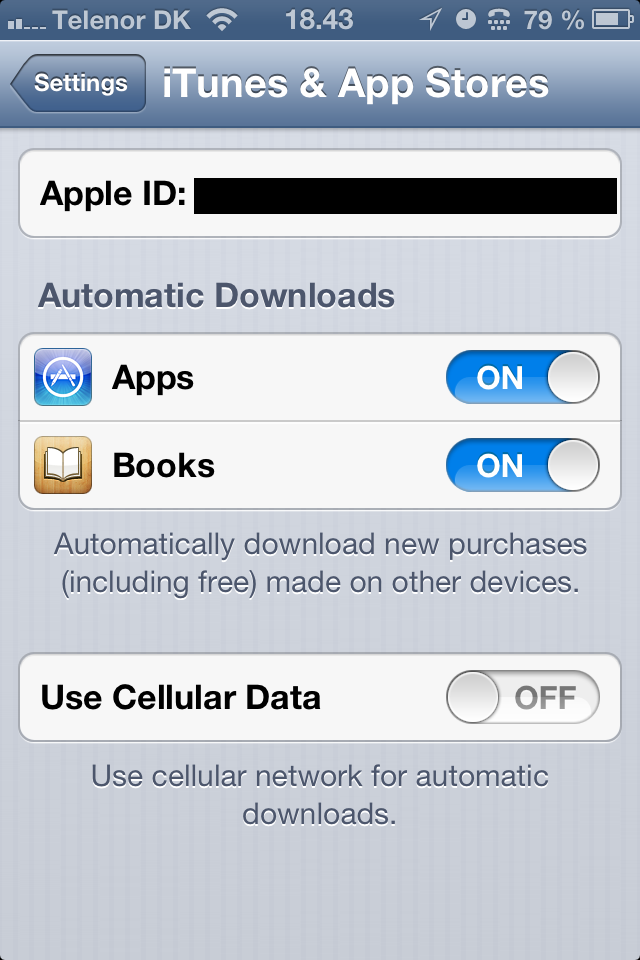 Telenor DK 18.43 79 %
Settings iTunes & App Stores
Apple ID:
Automatic Downloads
Apps ON
Books ON
Automatically download new purchases
(including free) made on other devices.
Use Cellular Data OFF
Use cellular network for automatic
downloads.